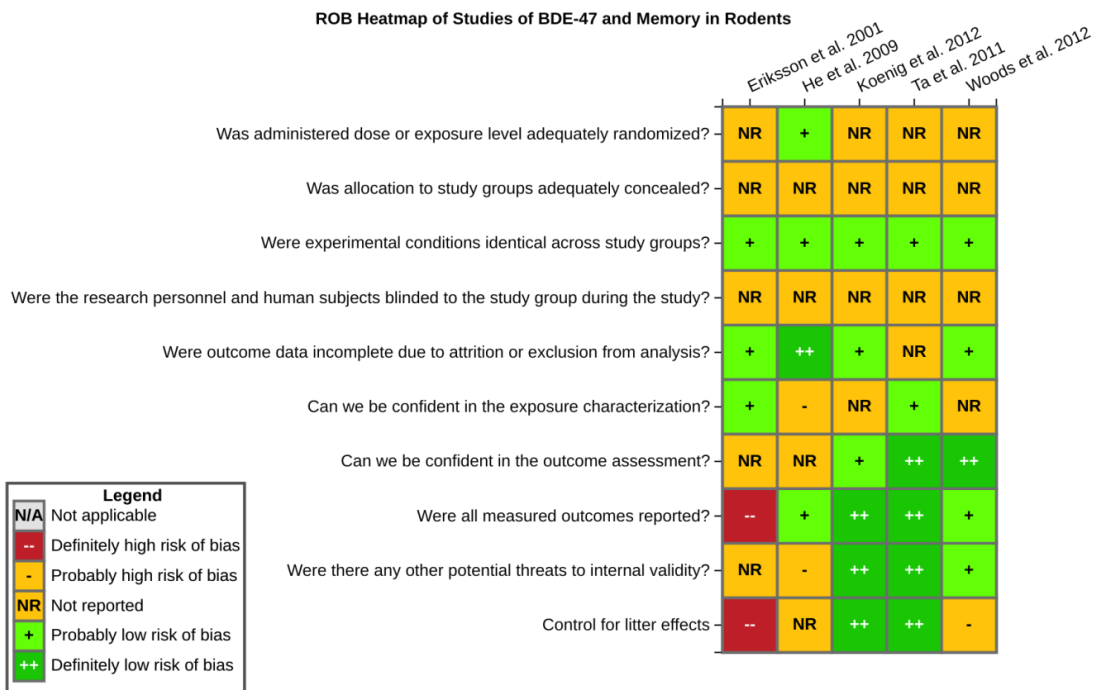 ROB Heatmap of Studies of BDE-47 and Memory in Rodents
Eriksson et al. 2001
He et al. 2009
Koenig et al. 2012
Ta et al. 2011
Woods et al. 2012
Was administered dose or exposure level adequately randomized? NR + NR NR NR
Was allocation to study groups adequately concealed? NR NR NR NR NR
Were experimental conditions identical across study groups? + + + + +
Were the research personnel and human subjects blinded to the study group during the study? NR NR NR NR NR
Were outcome data incomplete due to attrition or exclusion from analysis? + ++ + NR +
Can we be confident in the exposure characterization? + - NR + NR
Can we be confident in the outcome assessment? NR NR + ++ ++
Were all measured outcomes reported? -- + ++ ++ +
Were there any other potential threats to internal validity? NR - ++ ++ +
Control for litter effects -- NR ++ ++ -
Legend
N/A Not applicable
-- Definitely high risk of bias
- Probably high risk of bias
NR Not reported
+ Probably low risk of bias
++ Definitely low risk of bias